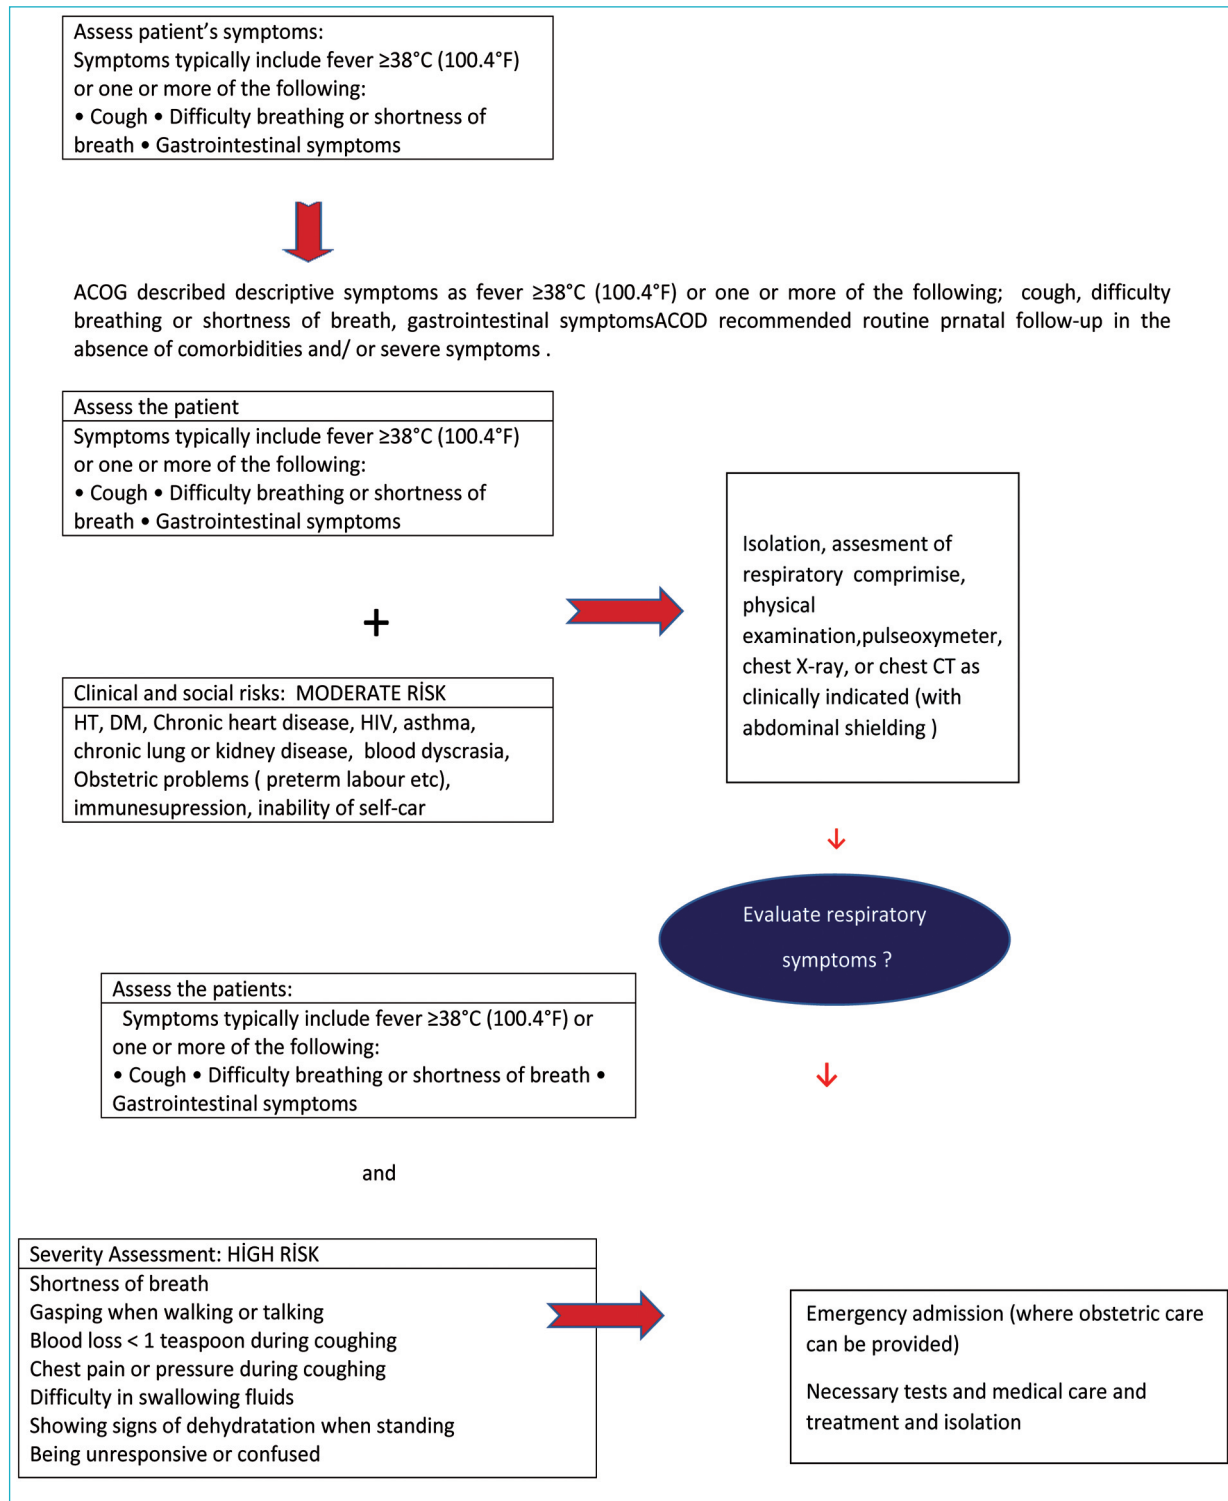 Assess patient’s symptoms:
Symptoms typically include fever ≥38°C (100.4°F)
or one or more of the following:
• Cough • Difficulty breathing or shortness of
breath • Gastrointestinal symptoms
ACOG described descriptive symptoms as fever ≥38°C (100.4°F) or one or more of the following; cough, difficulty
breathing or shortness of breath, gastrointestinal symptomsACOD recommended routine prnatal follow-up in the
absence of comorbidities and/ or severe symptoms .
Assess the patient
Symptoms typically include fever ≥38°C (100.4°F)
or one or more of the following:
• Cough • Difficulty breathing or shortness of
breath • Gastrointestinal symptoms
+
Clinical and social risks: MODERATE RİSK
HT, DM, Chronic heart disease, HIV, asthma,
chronic lung or kidney disease, blood dyscrasia,
Obstetric problems ( preterm labour etc),
immunesupression, inability of self-car
Isolation, assesment of
respiratory comprimise,
physical
examination,pulseoxymeter,
chest X-ray, or chest CT as
clinically indicated (with
abdominal shielding )
Evaluate respiratory
symptoms ?
Assess the patients:
Symptoms typically include fever ≥38°C (100.4°F) or
one or more of the following:
• Cough • Difficulty breathing or shortness of breath •
Gastrointestinal symptoms
and
Severity Assessment: HİGH RİSK
Shortness of breath
Gasping when walking or talking
Blood loss < 1 teaspoon during coughing
Chest pain or pressure during coughing
Difficulty in swallowing fluids
Showing signs of dehydratation when standing
Being unresponsive or confused
Emergency admission (where obstetric care
can be provided)
Necessary tests and medical care and
treatment and isolation